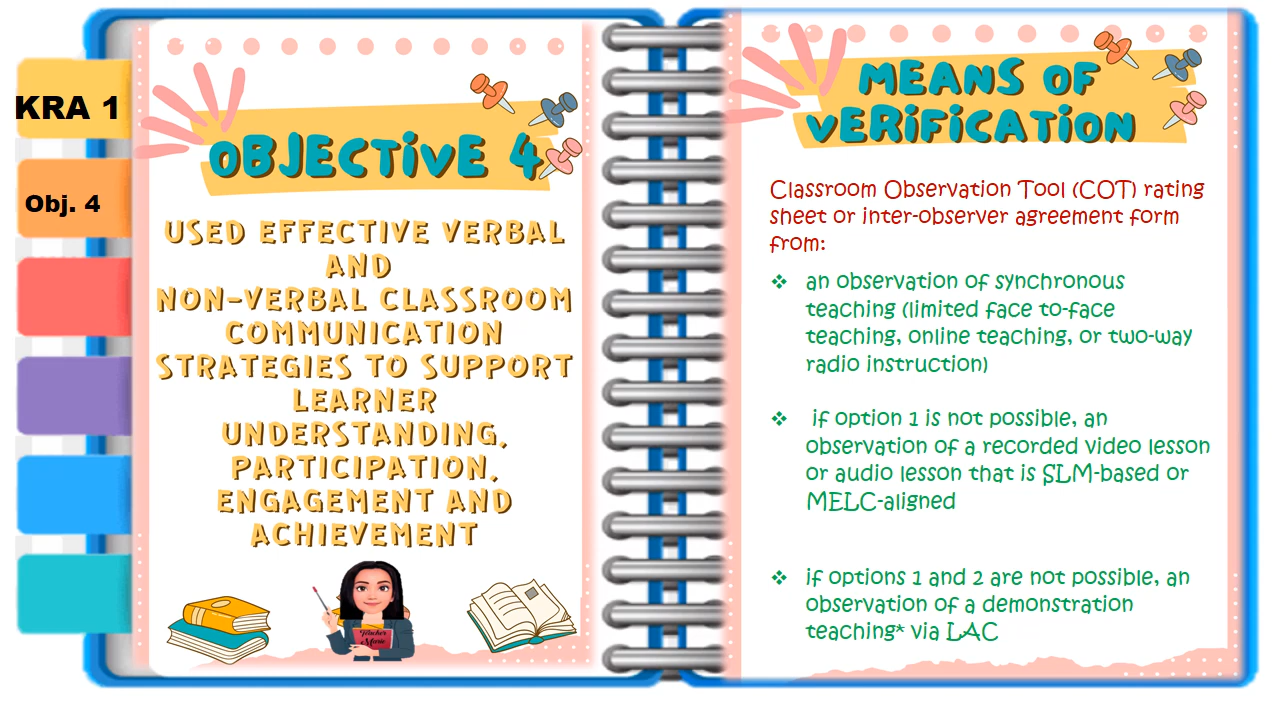 KRA 1
Obj. 4
OBJECTIVE 4
USED EFFECTIVE VERBAL
AND
NON-VERBAL CLASSROOM
COMMUNICATION
STRATEGIES TO SUPPORT
LEARNER
UNDERSTANDING,
PARTICIPATION,
ENGAGEMENT AND
ACHIEVEMENT
Teacher
Marie
MEANS OF
VERIFICATION
Classroom Observation Tool (COT) rating
sheet or inter-observer agreement form
from:
❖ an observation of synchronous
teaching (limited face to-face
teaching, online teaching, or two-way
radio instruction)
❖ if option 1 is not possible, an
observation of a recorded video lesson
or audio lesson that is SLM-based or
MELC-aligned
❖ if options 1 and 2 are not possible, an
observation of a demonstration
teaching* via LAC